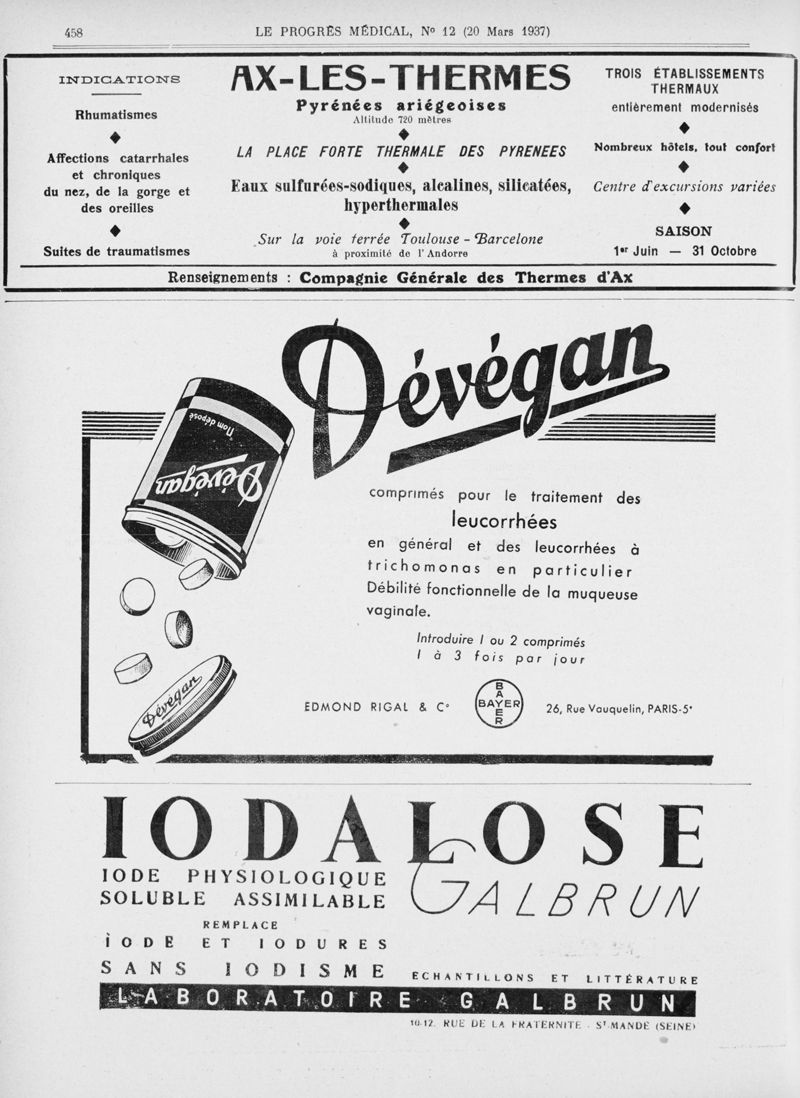 458
LE PROGRÈS MÉDICAL, No 12 (20 Mars 1937)
INDICATIONS
Rhumatismes
Affections catarrhales
et chroniques
du nez, de la gorge et
des oreilles
Suites de traumatismes
AX-LES-THERMES
Pyrénées ariégeoises
Altitude 720 mètres
LA PLACE FORTE THERMALE DES PYRENEES
Eaux sulfurées-sodiques, alcalines, silicatées,
hyperthermales
Sur la voie ferrée Toulouse - Barcelone
à proximité de l'Andorre
TROIS ÉTABLISSEMENTS
THERMAUX
entièrement modernisés
Nombreux hôtels, tout confort
Centre d'excursions variées
SAISON
1er Juin — 31 Octobre
Renseignements : Compagnie Générale des Thermes d'Ax
Dévégan
Nom déposé
Dévégan
comprimés pour le traitement des
leucorrhées
en général et des leucorrhées à
trichomonas en particulier
Débilité fonctionnelle de la muqueuse
vaginale.
Introduire 1 ou 2 comprimés
1 à 3 fois par jour
Dévégan
EDMOND RIGAL & Co
BAYER
BAYER
26, Rue Vauquelin, PARIS-5e
IODALOSE
GALBRUN
IODE PHYSIOLOGIQUE
SOLUBLE ASSIMILABLE
REMPLACE
IODE ET IODURES
SANS IODISME
ECHANTILLONS ET LITTÉRATURE
LABORATOIRE GALBRUN
10-12, RUE DE LA FRATERNITE - ST MANDÉ (SEINE)